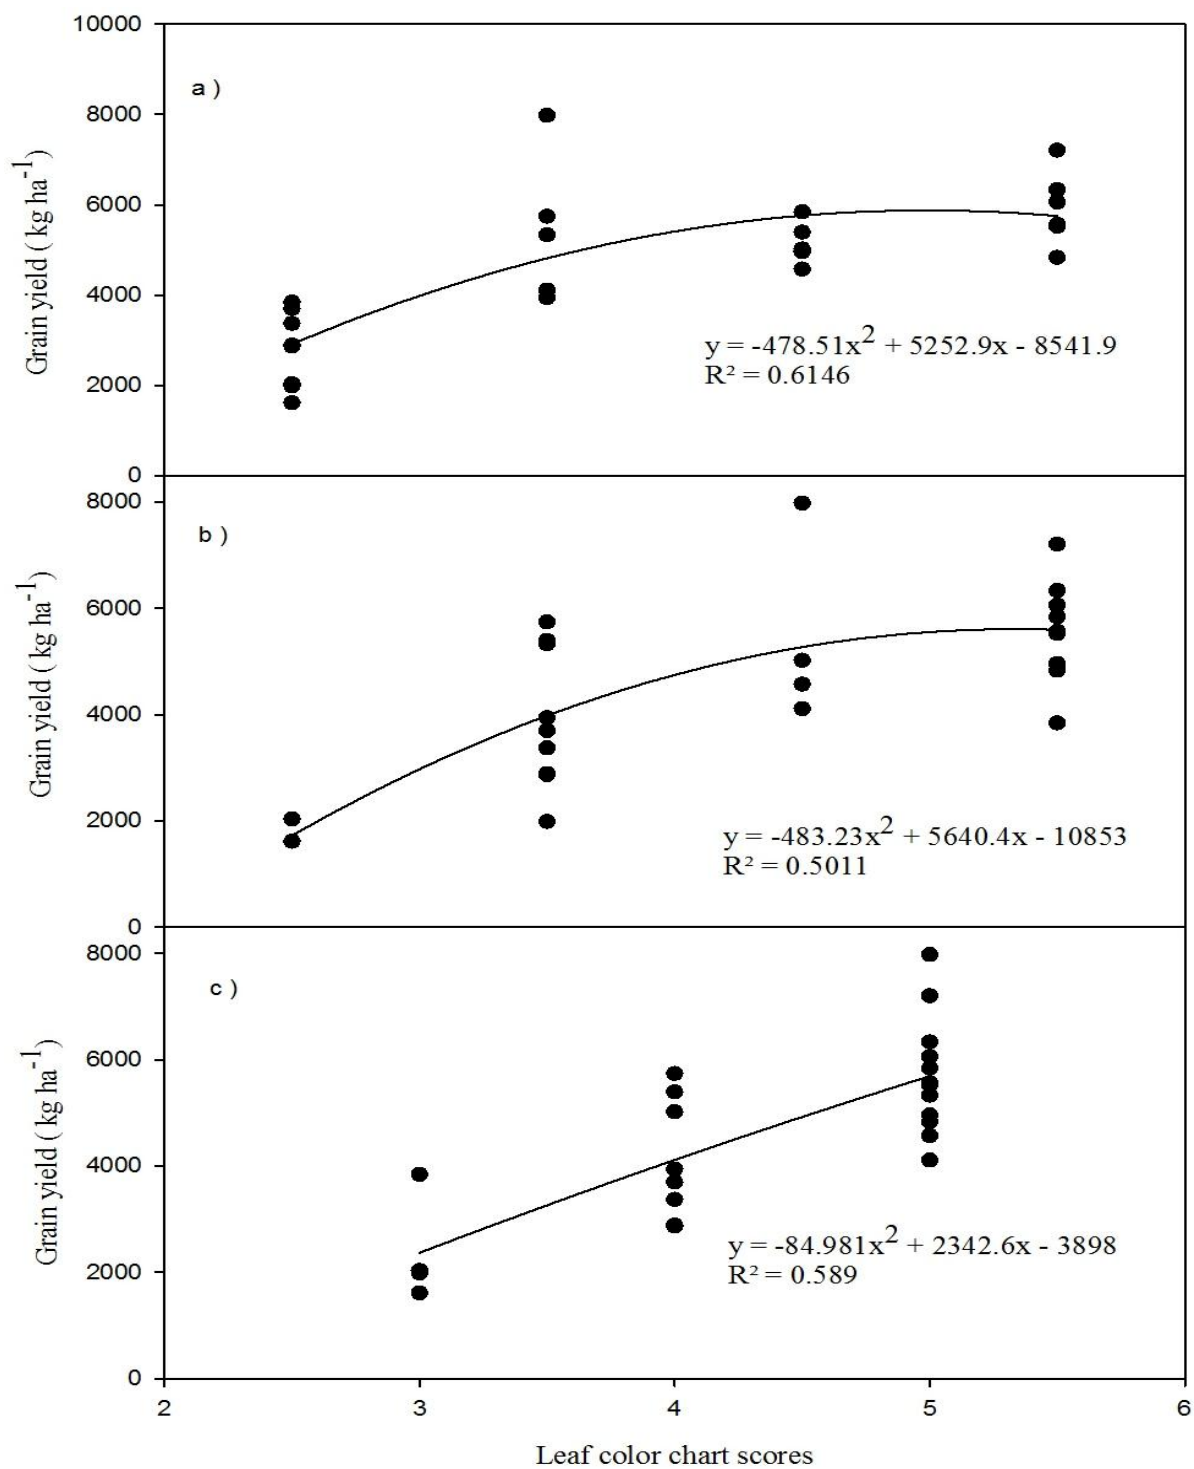 10000
a )
8000
6000
4000
2000
0
Grain yield ( kg ha⁻¹)
y = -478.51x² + 5252.9x - 8541.9
R² = 0.6146
8000
b )
6000
4000
2000
0
Grain yield ( kg ha⁻¹)
y = -483.23x² + 5640.4x - 10853
R² = 0.5011
8000
c )
6000
4000
2000
0
Grain yield ( kg ha⁻¹)
y = -84.981x² + 2342.6x - 3898
R² = 0.589
2 3 4 5 6
Leaf color chart scores